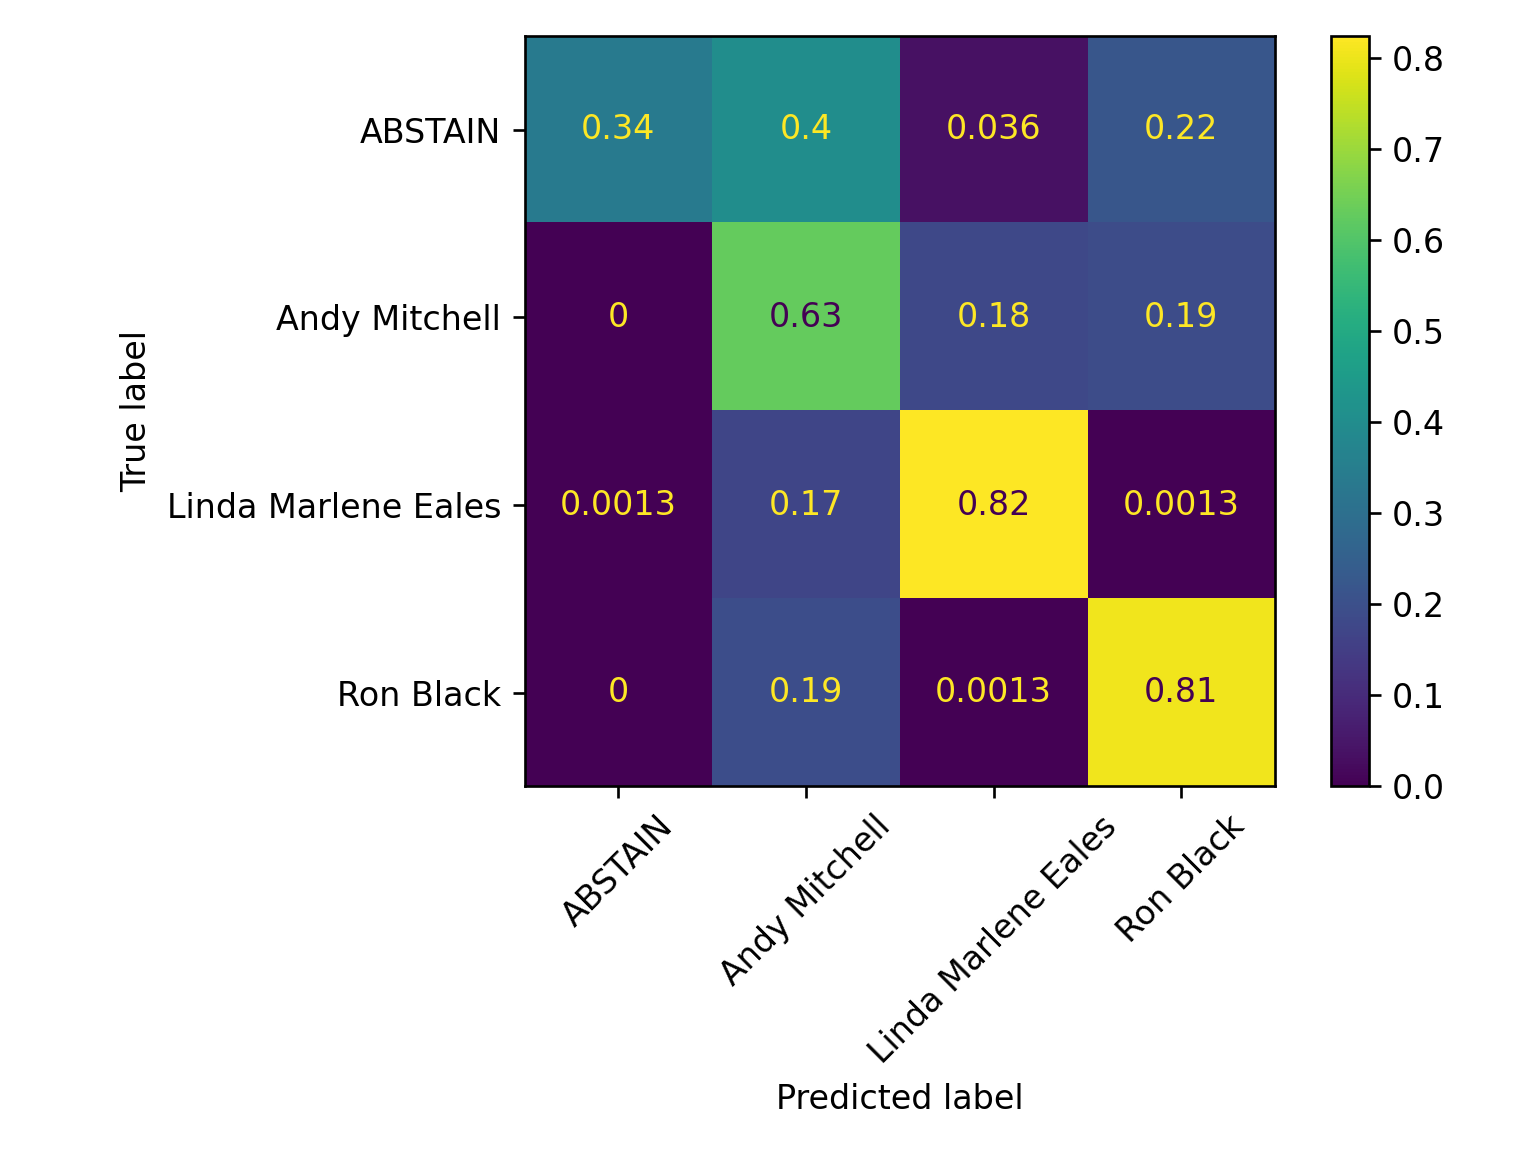 ABSTAIN 0.34 0.4 0.036 0.22
Andy Mitchell 0 0.63 0.18 0.19
Linda Marlene Eales 0.0013 0.17 0.82 0.0013
Ron Black 0 0.19 0.0013 0.81
True label
ABSTAIN
Andy Mitchell
Linda Marlene Eales
Ron Black
Predicted label
0.8
0.7
0.6
0.5
0.4
0.3
0.2
0.1
0.0